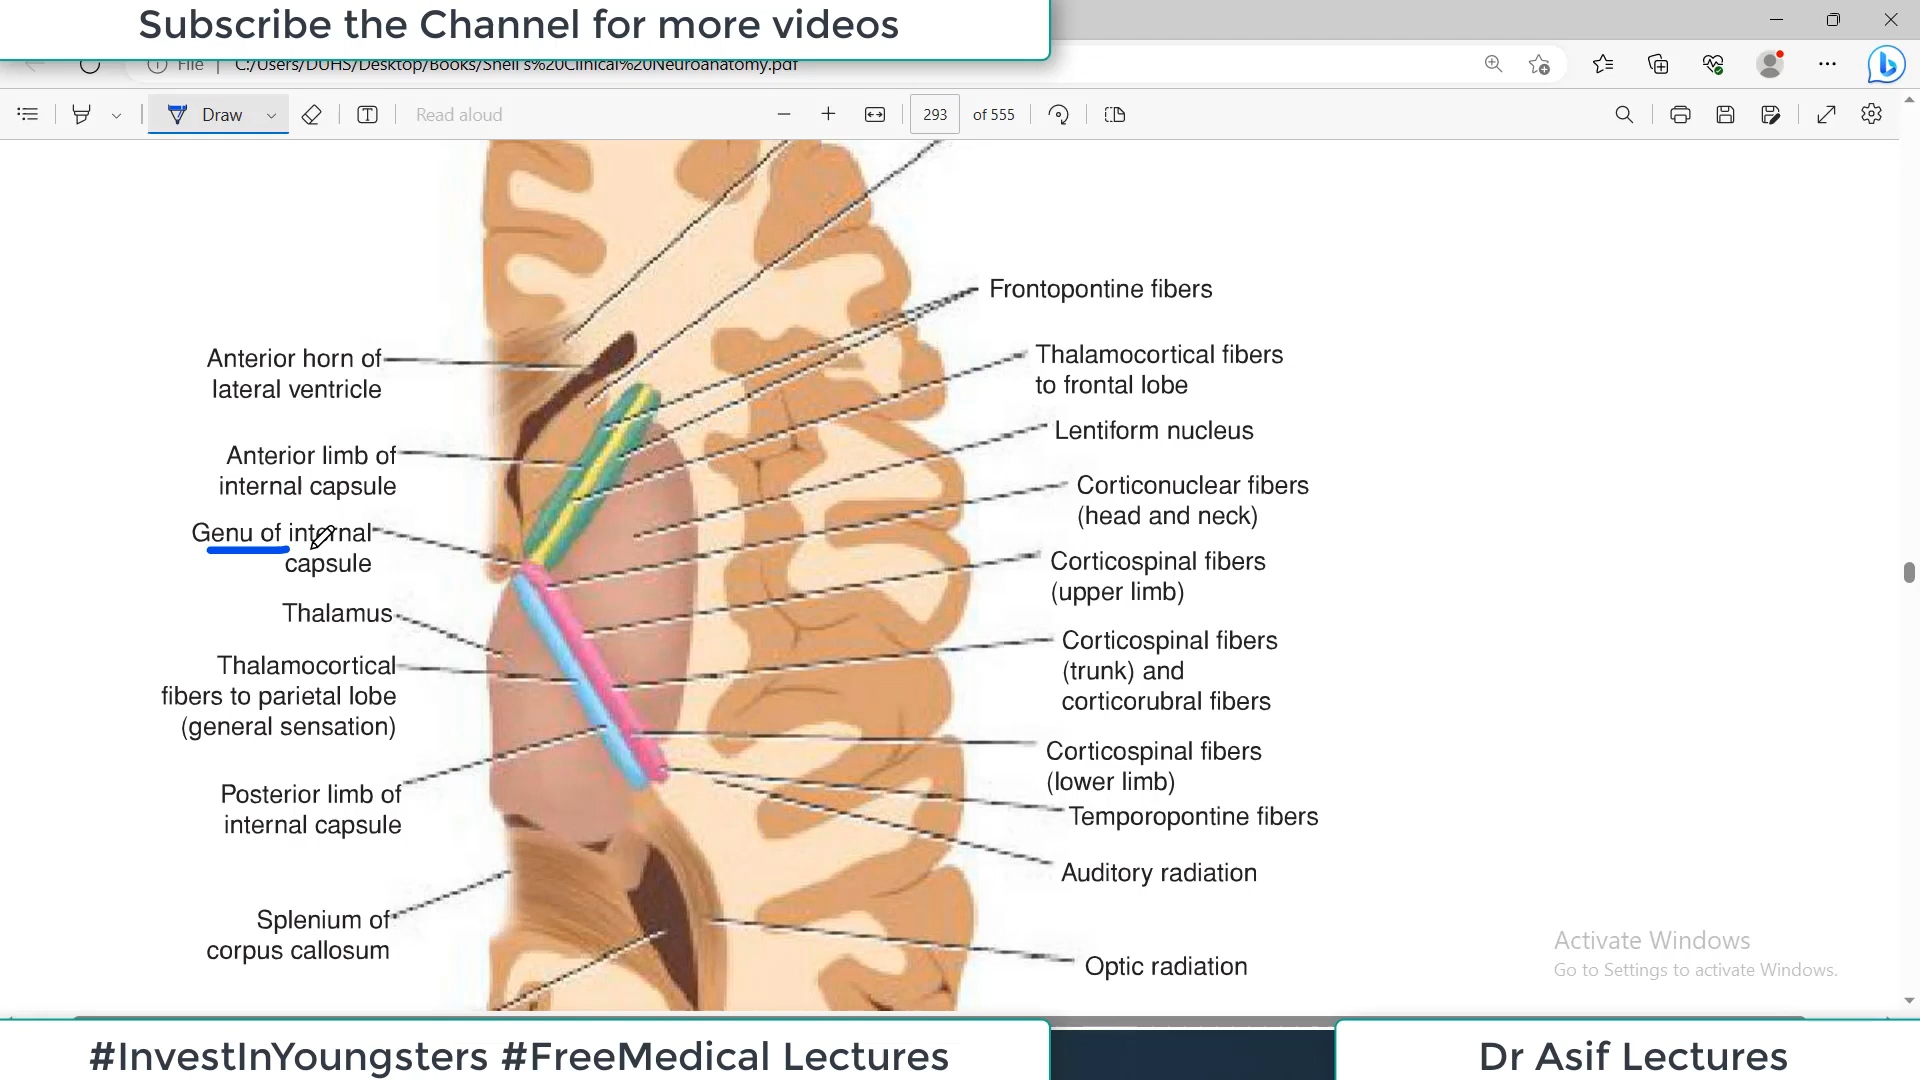 Subscribe the Channel for more videos
File
C:/Users/DUHS/Desktop/Books/Snell's%20Clinical%20Neuroanatomy.pdf
Draw
Read aloud
293
of 555
Frontopontine fibers
Anterior horn of
lateral ventricle
Thalamocortical fibers
to frontal lobe
Anterior limb of
internal capsule
Lentiform nucleus
Genu of internal
capsule
Corticonuclear fibers
(head and neck)
Thalamus
Corticospinal fibers
(upper limb)
Thalamocortical
fibers to parietal lobe
(general sensation)
Corticospinal fibers
(trunk) and
corticorubral fibers
Posterior limb of
internal capsule
Corticospinal fibers
(lower limb)
Temporopontine fibers
Auditory radiation
Splenium of
corpus callosum
Optic radiation
Activate Windows
Go to Settings to activate Windows.
#InvestInYoungsters #FreeMedical Lectures
Dr Asif Lectures